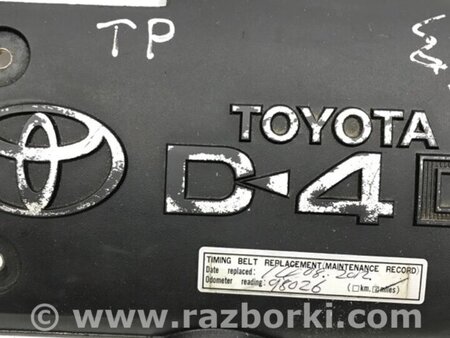 TP
TOYOTA
D-4D
TIMING BELT REPLACEMENT(MAINTENANCE RECORD)
Date replaced: 14.08.2012.
Odometer reading: 98026 (□km,☑miles)
www.razborki.com